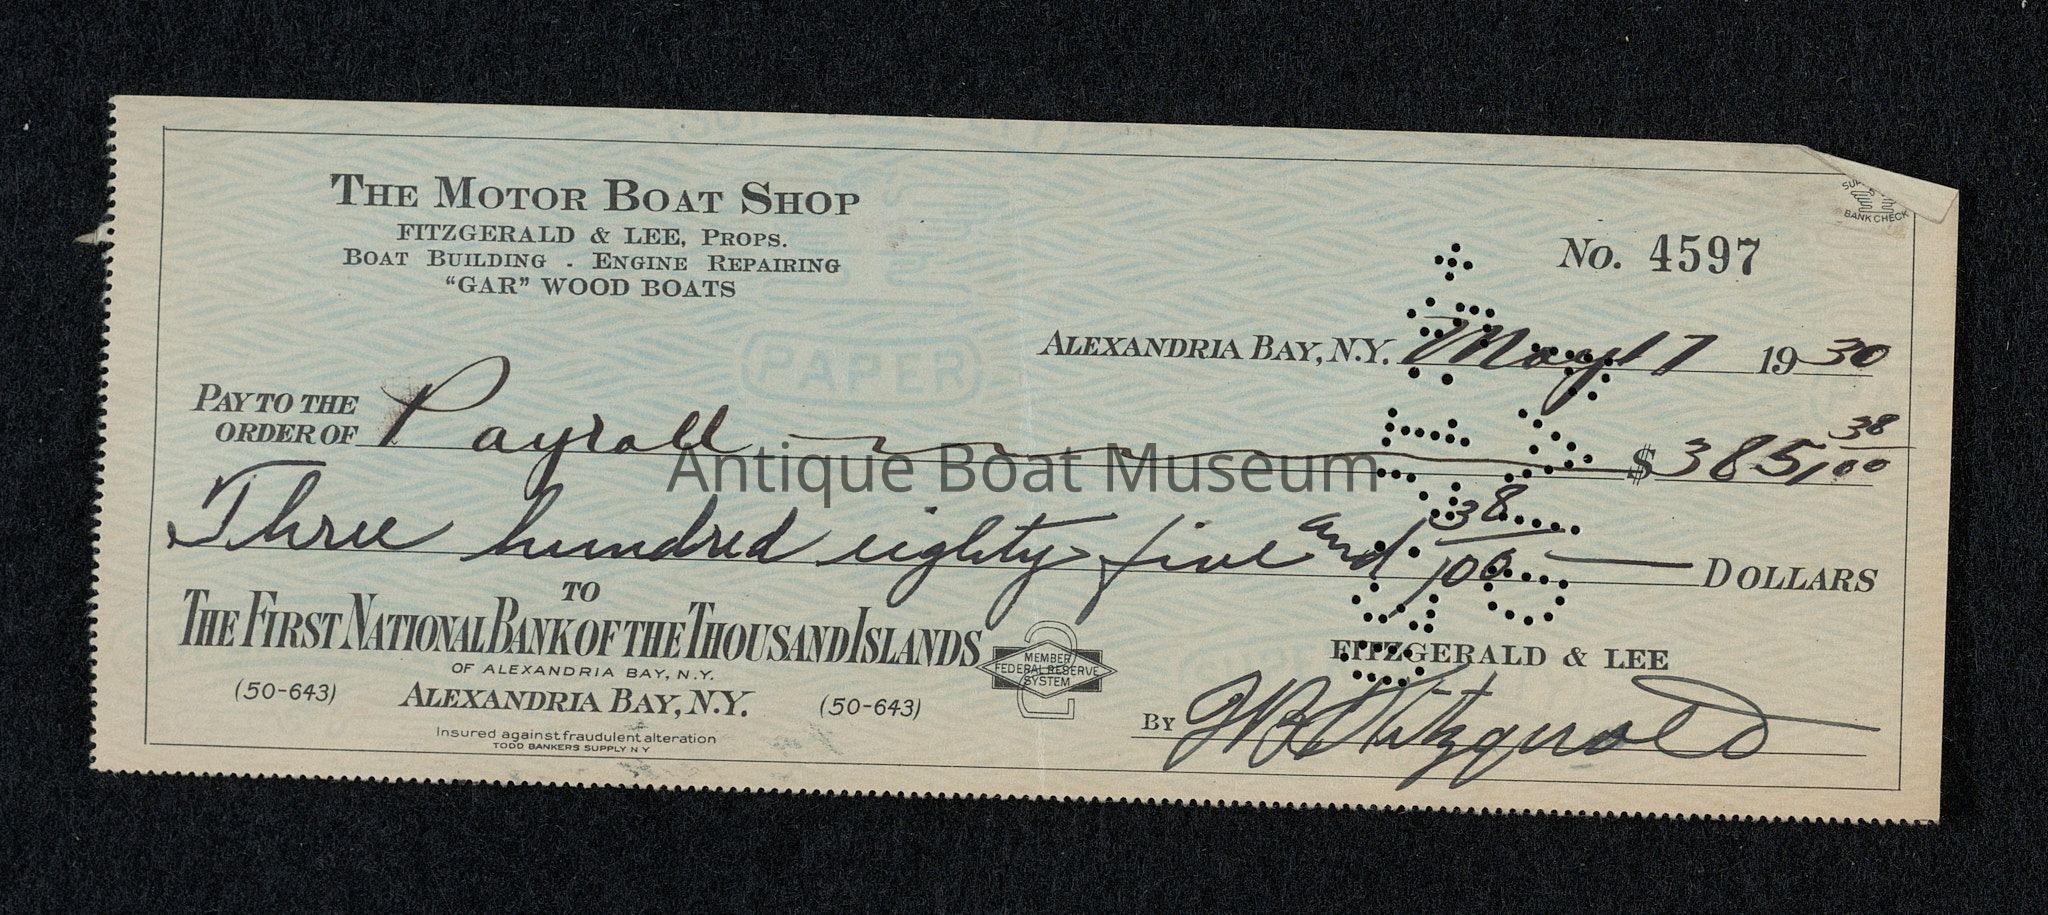 THE MOTOR BOAT SHOP
FITZGERALD & LEE, PROPS.
BOAT BUILDING - ENGINE REPAIRING
"GAR" WOOD BOATS
BANK CHECK
No. 4597
ALEXANDRIA BAY, N.Y. May 17 1930
PAY TO THE ORDER OF Payroll $385.38/100
Antique Boat Museum
Three hundred eighty five and 38/100 DOLLARS
TO
THE FIRST NATIONAL BANK OF THE THOUSAND ISLANDS
OF ALEXANDRIA BAY, N.Y.
(50-643) ALEXANDRIA BAY, N.Y. (50-643)
MEMBER
FEDERAL RESERVE
SYSTEM
2
Insured against fraudulent alteration
TODD BANKERS SUPPLY N Y
FITZGERALD & LEE
BY Fitzgerald
PAPER